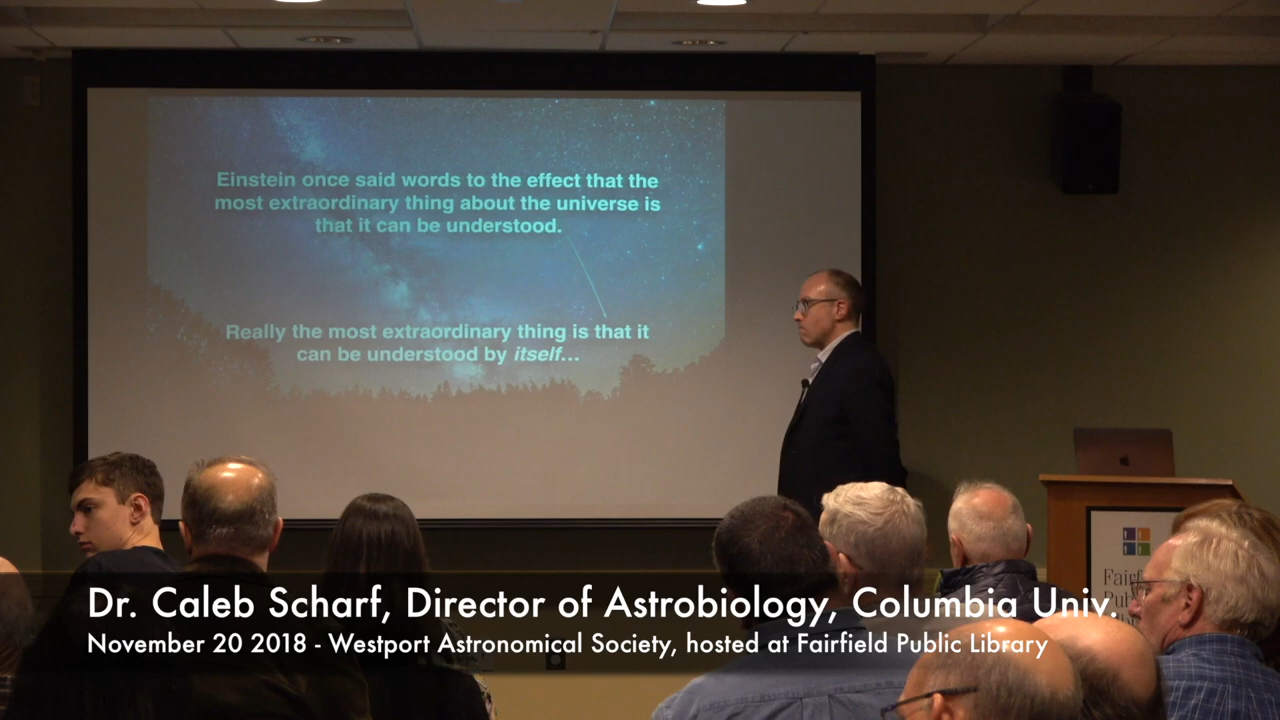 Einstein once said words to the effect that the
most extraordinary thing about the universe is
that it can be understood.
Really the most extraordinary thing is that it
can be understood by itself...
Dr. Caleb Scharf, Director of Astrobiology, Columbia Univ.
November 20 2018 - Westport Astronomical Society, hosted at Fairfield Public Library